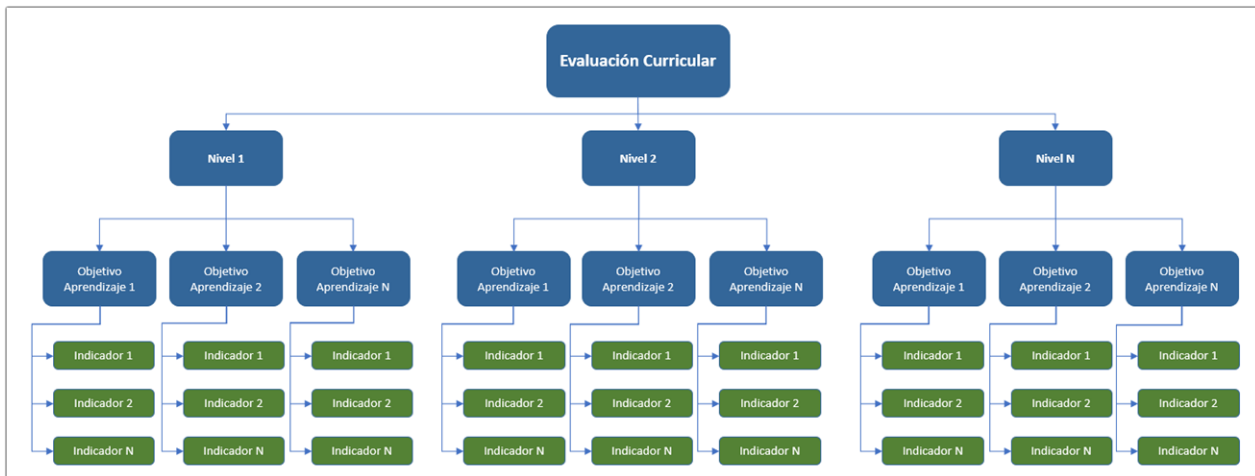 Evaluación Curricular
Nivel 1
Nivel 2
Nivel N
Objetivo
Aprendizaje 1
Objetivo
Aprendizaje 2
Objetivo
Aprendizaje N
Objetivo
Aprendizaje 1
Objetivo
Aprendizaje 2
Objetivo
Aprendizaje N
Objetivo
Aprendizaje 1
Objetivo
Aprendizaje 2
Objetivo
Aprendizaje N
Indicador 1
Indicador 1
Indicador 1
Indicador 1
Indicador 1
Indicador 1
Indicador 1
Indicador 1
Indicador 1
Indicador 2
Indicador 2
Indicador 2
Indicador 2
Indicador 2
Indicador 2
Indicador 2
Indicador 2
Indicador 2
Indicador N
Indicador N
Indicador N
Indicador N
Indicador N
Indicador N
Indicador N
Indicador N
Indicador N